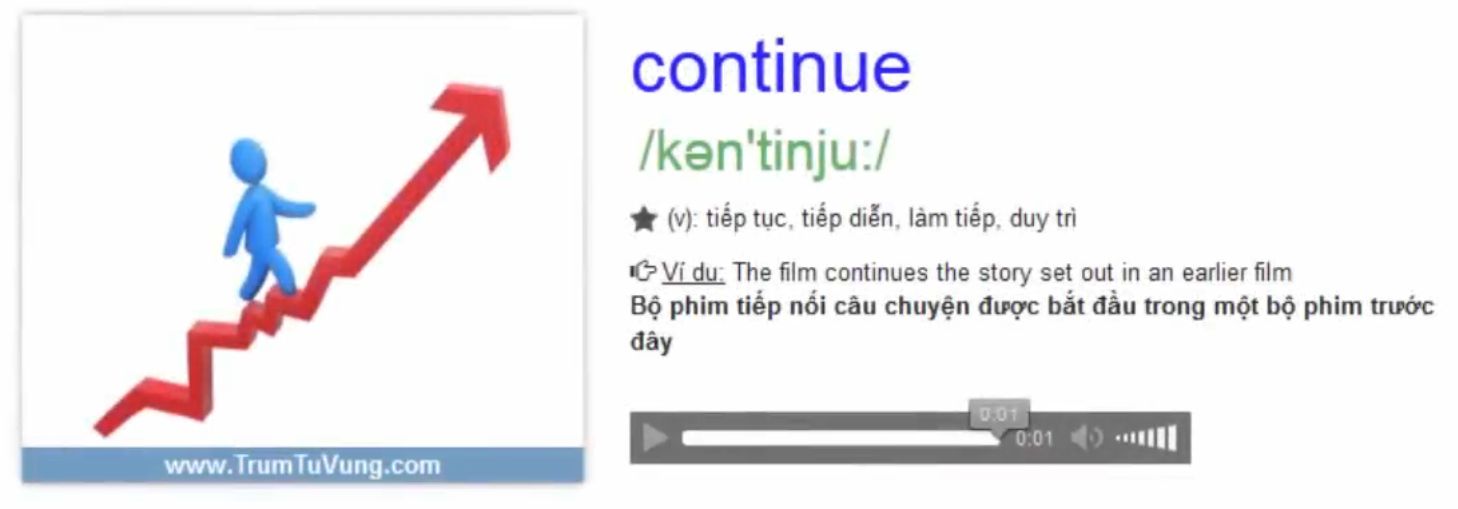 continue
/kən'tinju:/
(v): tiếp tục, tiếp diễn, làm tiếp, duy trì
Ví du: The film continues the story set out in an earlier film
Bộ phim tiếp nối câu chuyện được bắt đầu trong một bộ phim trước
đây
0:01
0:01
www.TrumTuVung.com